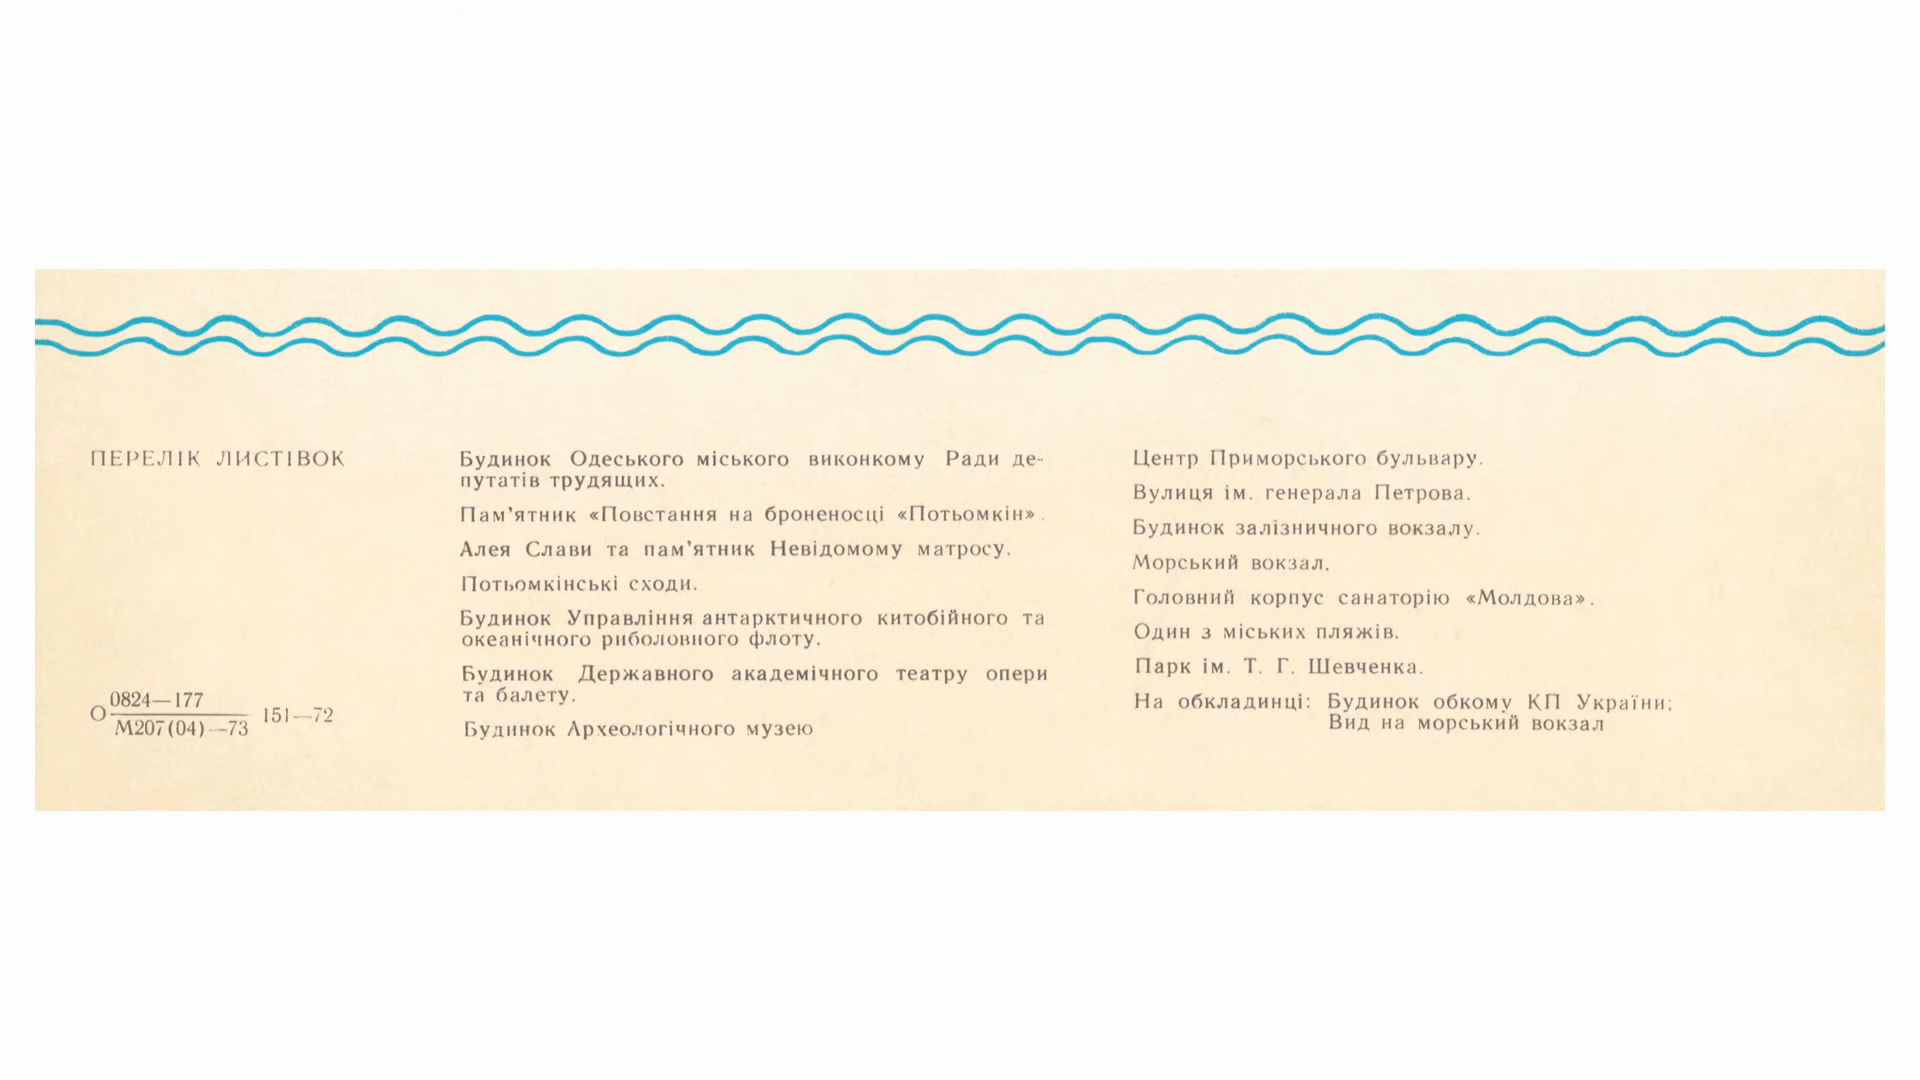 ПЕРЕЛІК ЛИСТІВОК
О 0824—177
М207(04)—73 151—72
Будинок Одеського міського виконкому Ради де-
путатів трудящих.
Пам'ятник «Повстання на броненосці «Потьомкін».
Алея Слави та пам'ятник Невідомому матросу.
Потьомкінські сходи.
Будинок Управління антарктичного китобійного та
океанічного риболовного флоту.
Будинок Державного академічного театру опери
та балету.
Будинок Археологічного музею
Центр Приморського бульвару.
Вулиця ім. генерала Петрова.
Будинок залізничного вокзалу.
Морський вокзал.
Головний корпус санаторію «Молдова».
Один з міських пляжів.
Парк ім. Т. Г. Шевченка.
На обкладинці: Будинок обкому КП України;
Вид на морський вокзал